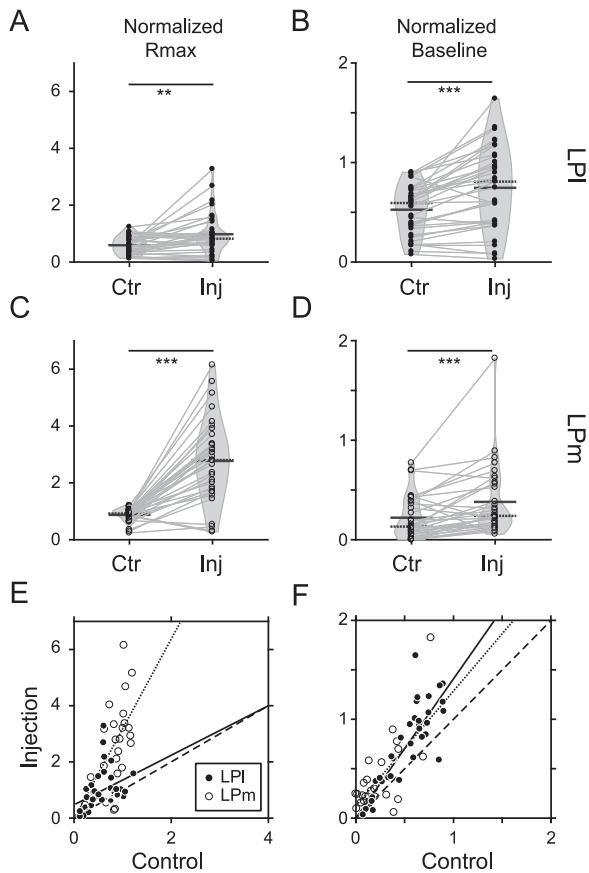 A
Normalized
Rmax
B
Normalized
Baseline
6
4
2
0
**
Ctr
Inj
2
1
0
***
Ctr
Inj
LPl
C
6
4
2
0
***
Ctr
Inj
D
2
1
0
***
Ctr
Inj
LPm
E
6
4
2
0
Injection
LPl
LPm
0
2
4
Control
F
2
1
0
0
1
2
Control